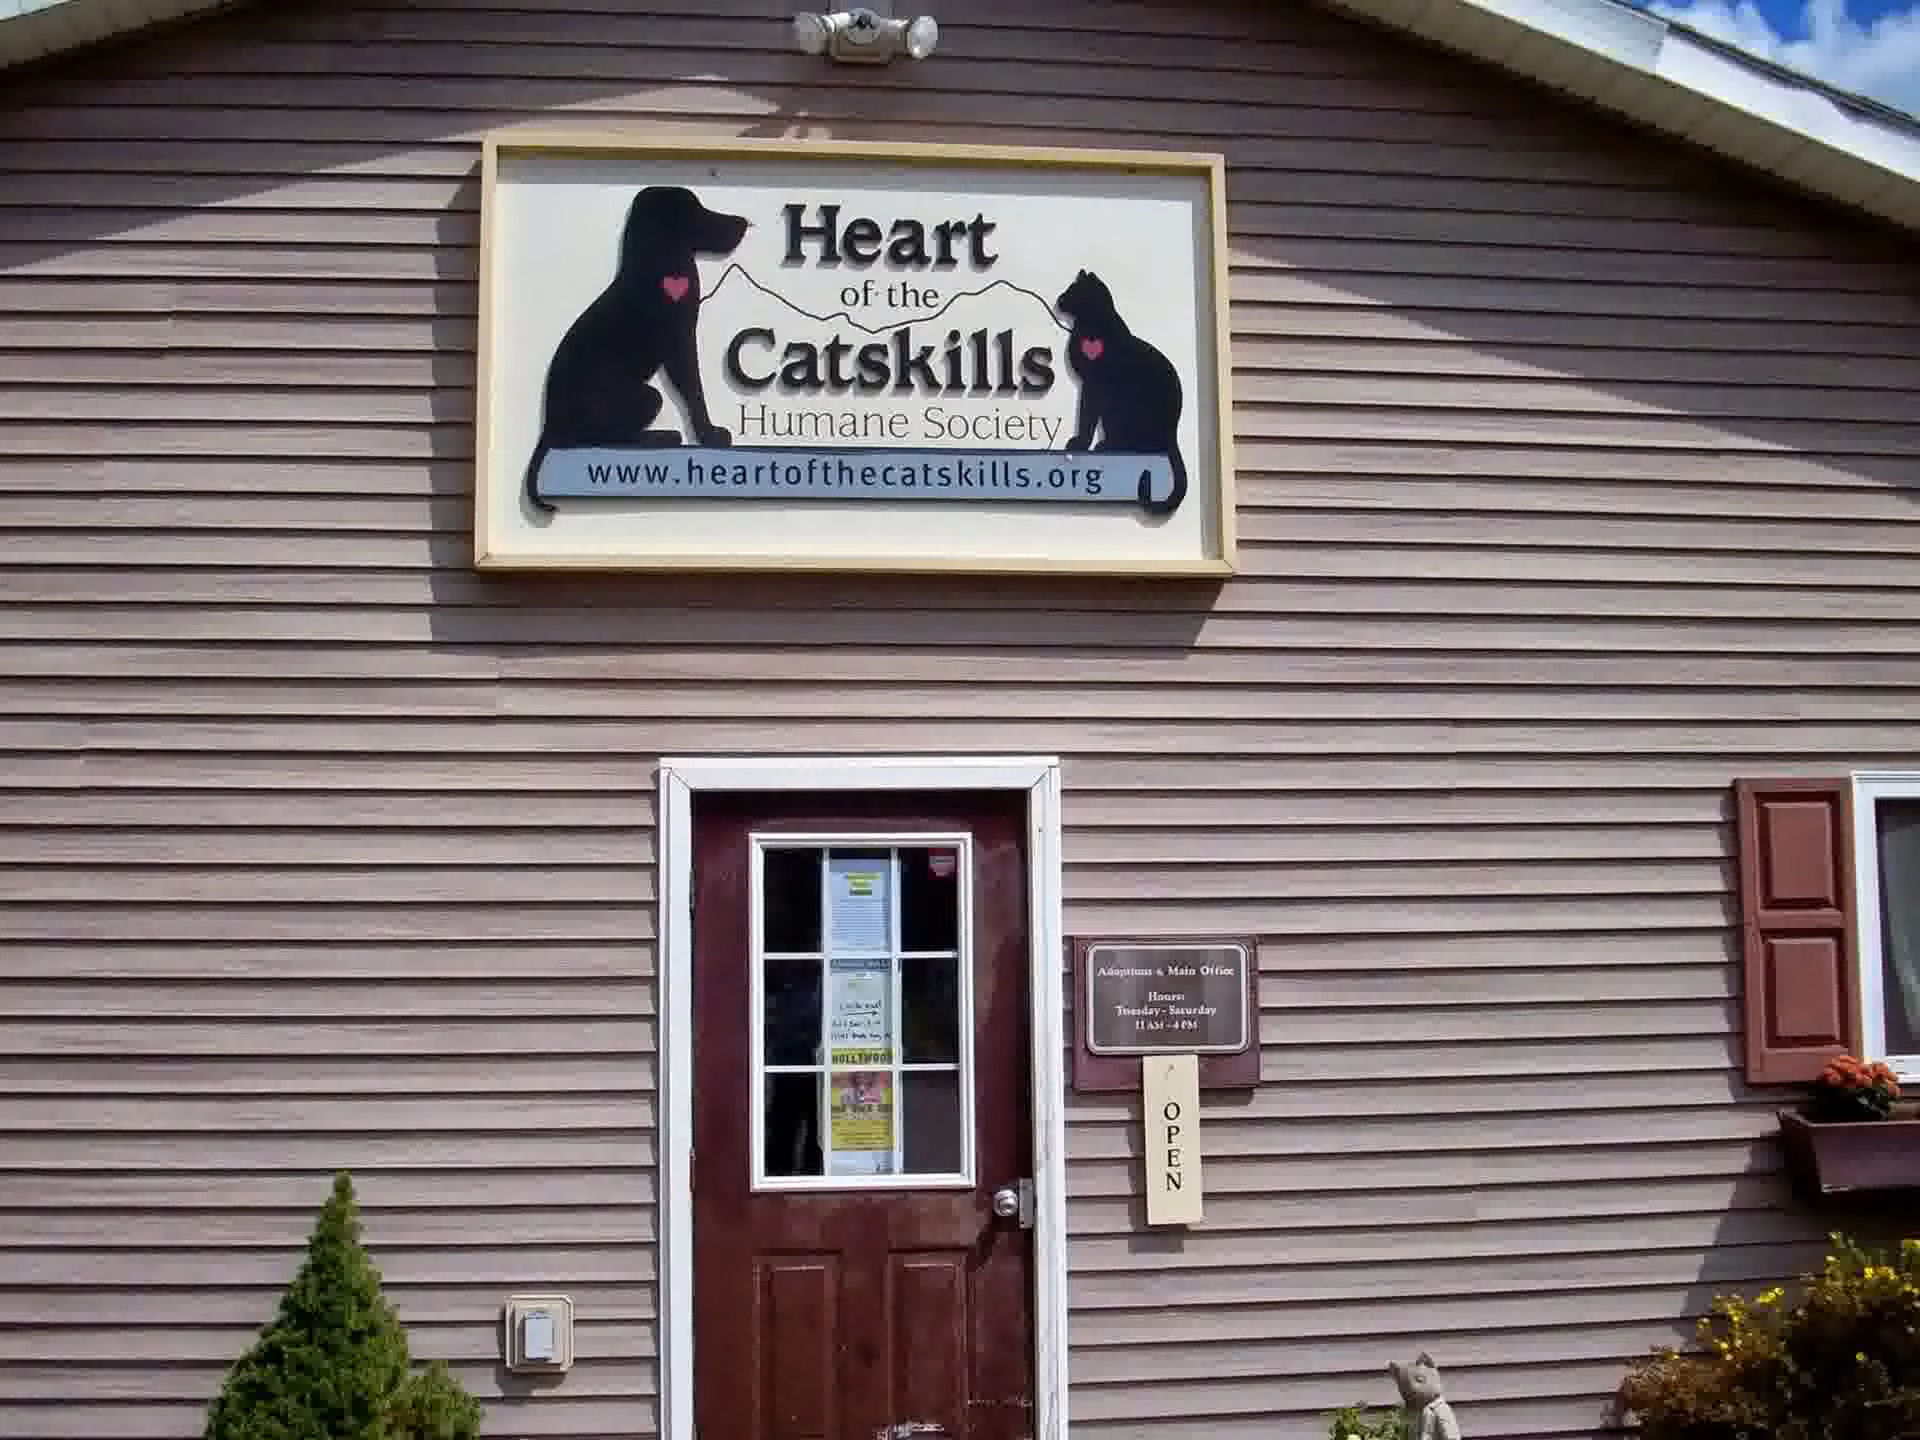 Heart
of the
Catskills
Humane Society
www.heartofthecatskills.org
Adoptions & Main Office
Hours:
Tuesday - Saturday
11 AM - 4 PM
OPEN
HOLLYWOOD